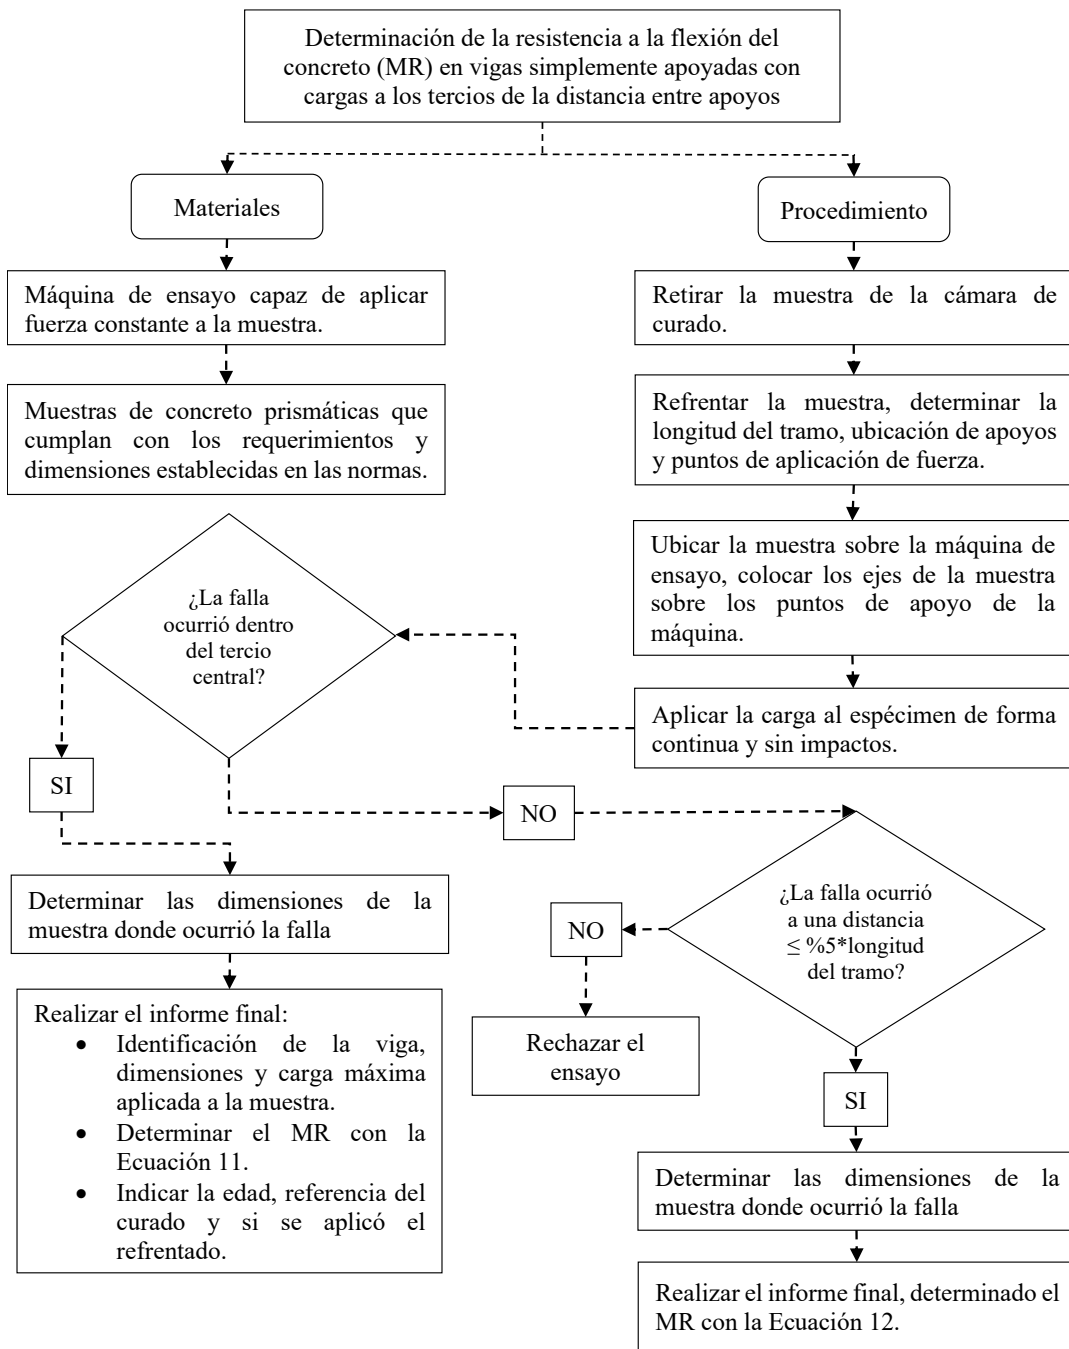 Determinación de la resistencia a la flexión del
concreto (MR) en vigas simplemente apoyadas con
cargas a los tercios de la distancia entre apoyos
Materiales
Procedimiento
Máquina de ensayo capaz de aplicar
fuerza constante a la muestra.
Retirar la muestra de la cámara de
curado.
Muestras de concreto prismáticas que
cumplan con los requerimientos y
dimensiones establecidas en las normas.
Refrentar la muestra, determinar la
longitud del tramo, ubicación de apoyos
y puntos de aplicación de fuerza.
Ubicar la muestra sobre la máquina de
ensayo, colocar los ejes de la muestra
sobre los puntos de apoyo de la
máquina.
Aplicar la carga al espécimen de forma
continua y sin impactos.
¿La falla
ocurrió dentro
del tercio
central?
SI
NO
Determinar las dimensiones de la
muestra donde ocurrió la falla
Realizar el informe final:
• Identificación de la viga,
dimensiones y carga máxima
aplicada a la muestra.
• Determinar el MR con la
Ecuación 11.
• Indicar la edad, referencia del
curado y si se aplicó el
refrentado.
¿La falla ocurrió
a una distancia
≤ %5*longitud
del tramo?
NO
Rechazar el
ensayo
SI
Determinar las dimensiones de la
muestra donde ocurrió la falla
Realizar el informe final, determinado el
MR con la Ecuación 12.